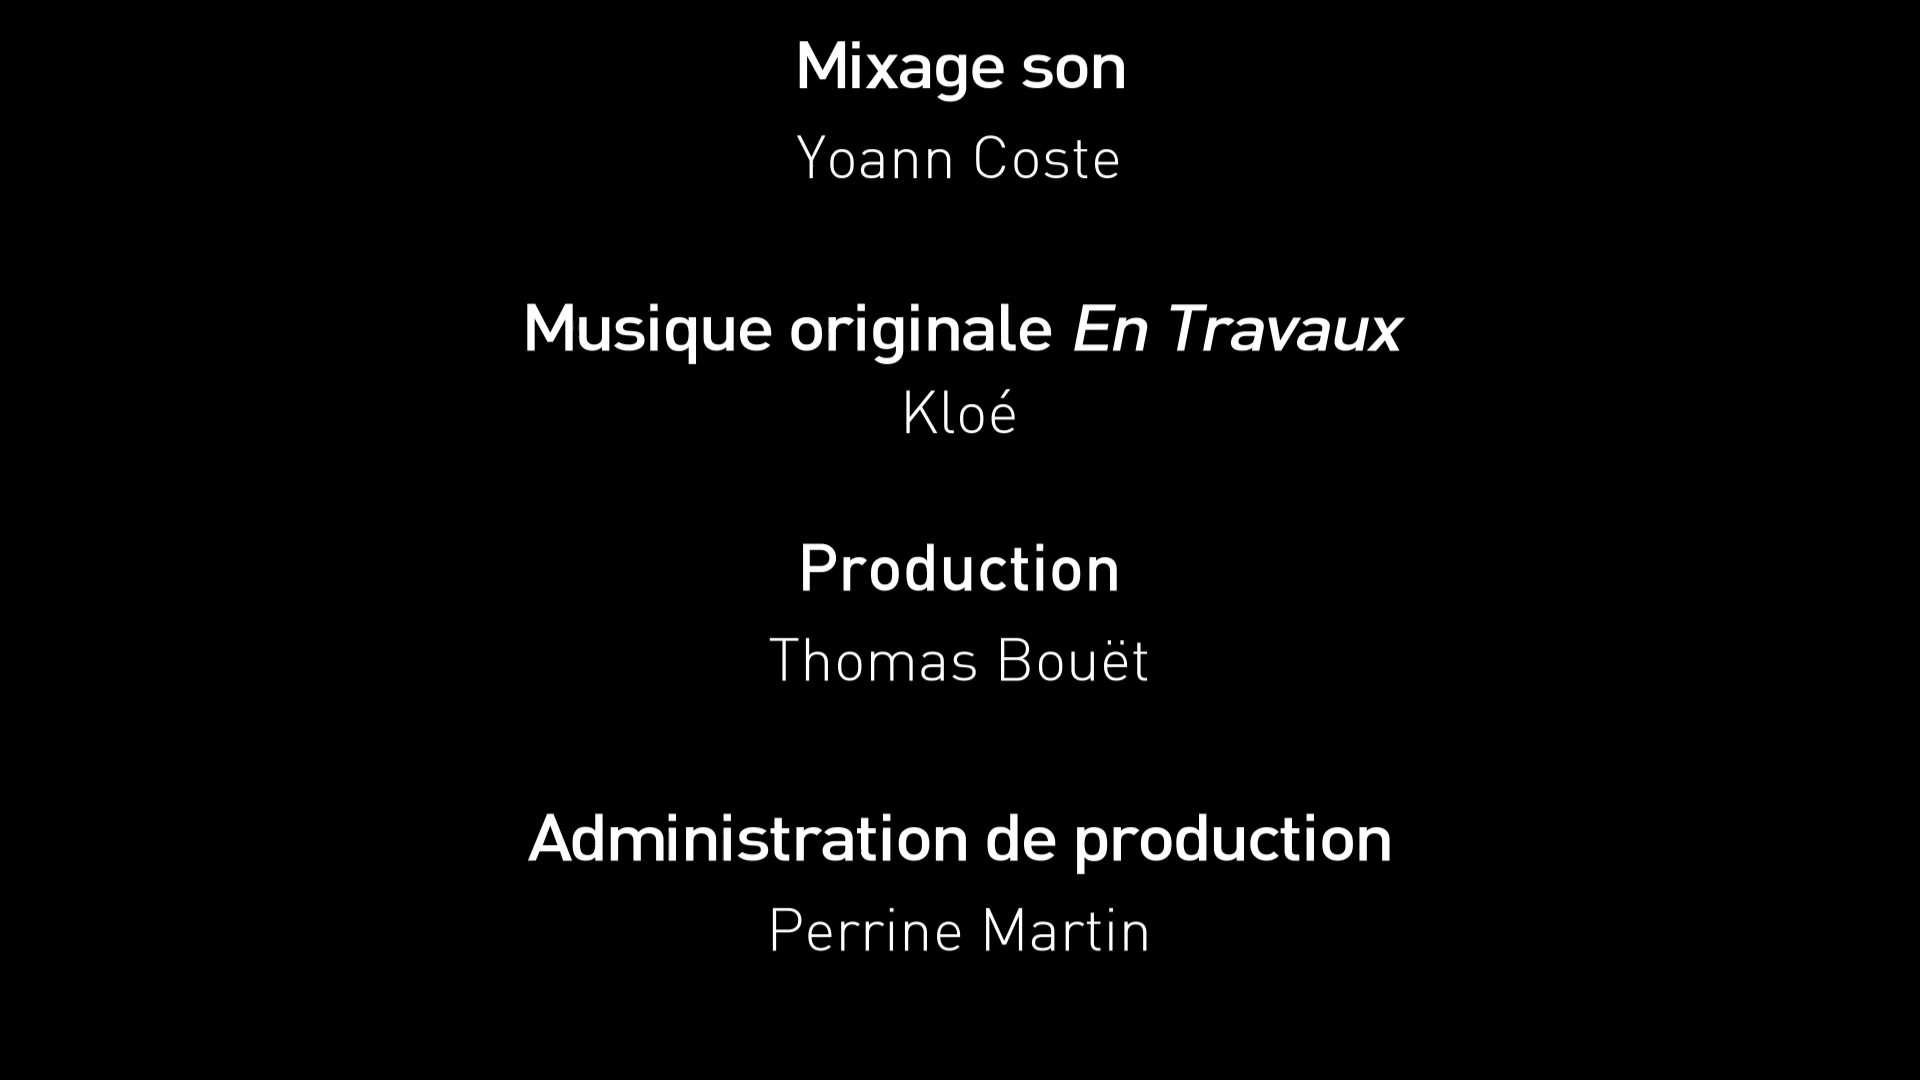 Mixage son
Yoann Coste
Musique originale En Travaux
Kloé
Production
Thomas Bouët
Administration de production
Perrine Martin